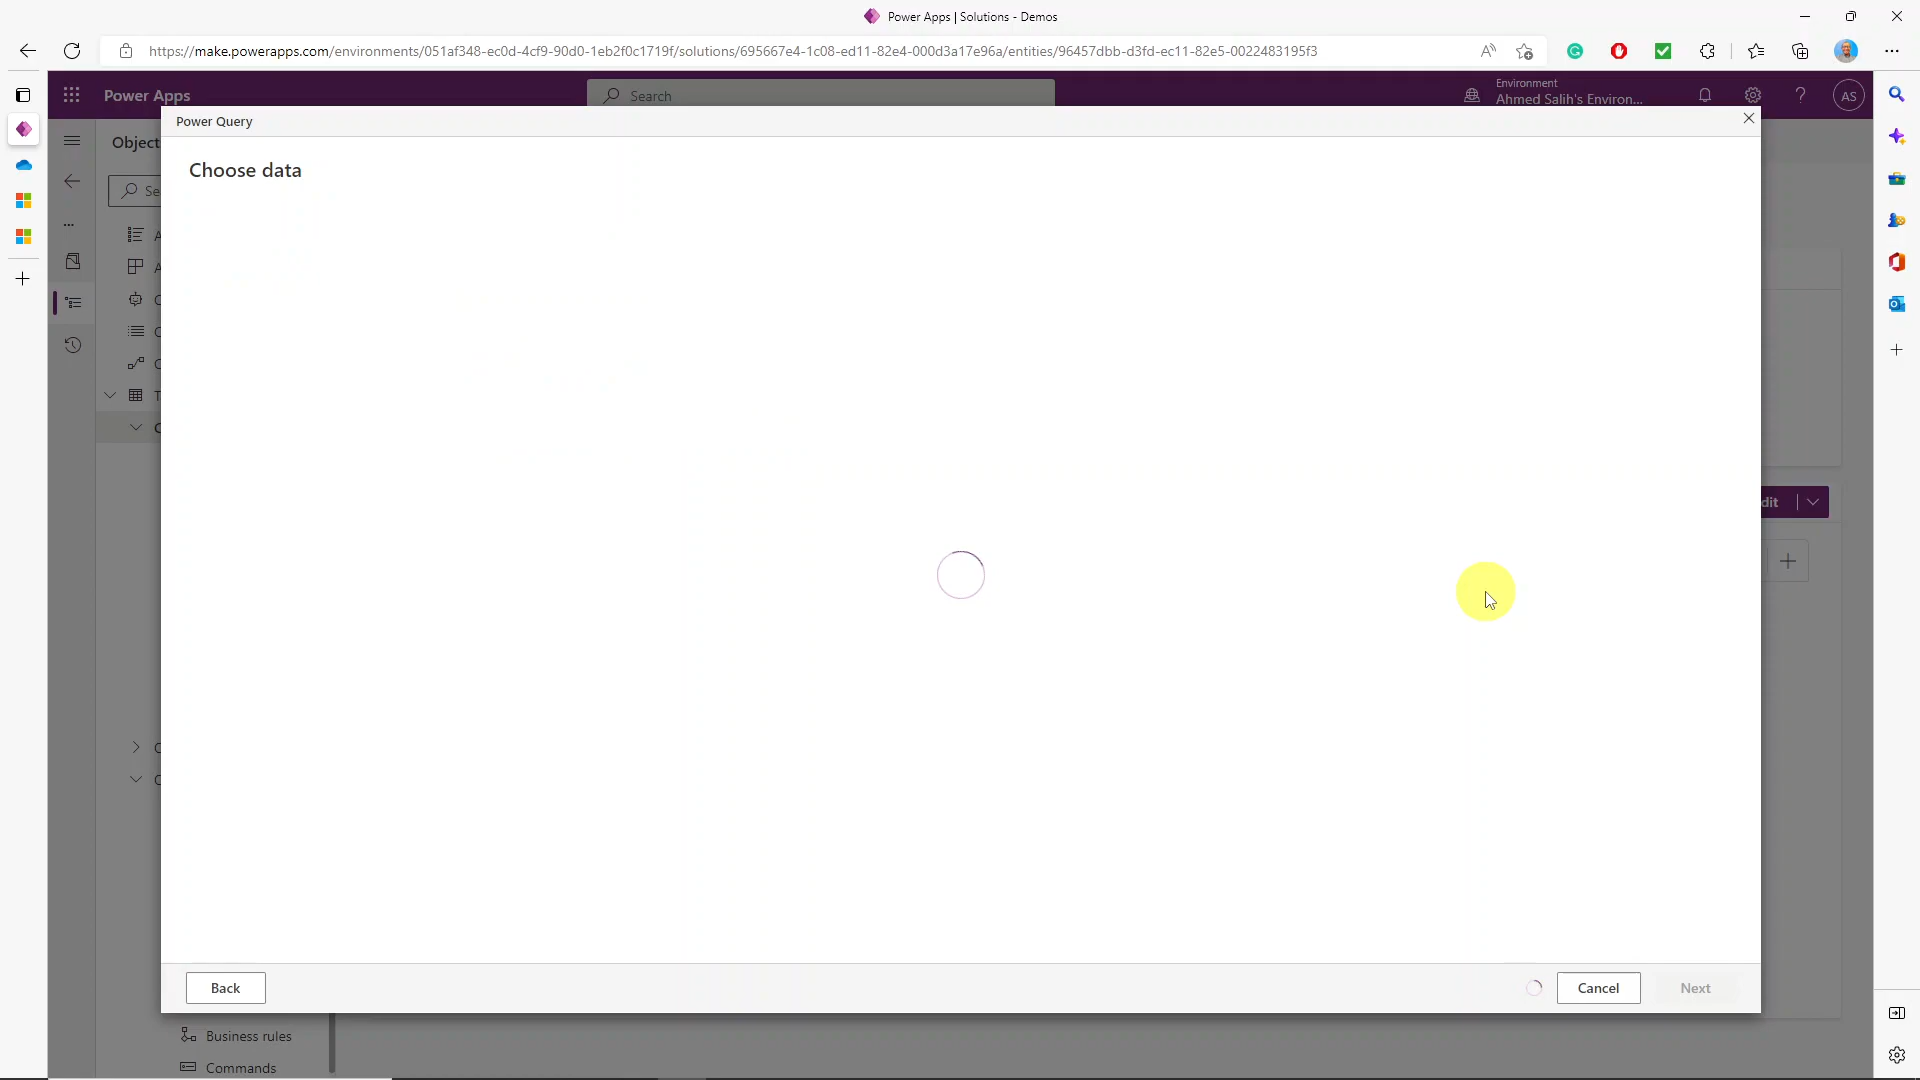 Power Apps | Solutions - Demos
https://make.powerapps.com/environments/051af348-ec0d-4cf9-90d0-1eb2f0c1719f/solutions/695667e4-1c08-ed11-82e4-000d3a17e96a/entities/96457dbb-d3fd-ec11-82e5-0022483195f3
Power Apps
Search
Environment
Ahmed Salih's Environ...
AS
Power Query
Choose data
Back
Cancel
Next
Business rules
Commands